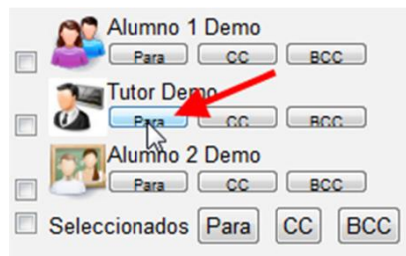 Alumno 1 Demo
Para CC BCC
Tutor Demo
Para CC BCC
Alumno 2 Demo
Para CC BCC
Seleccionados Para CC BCC